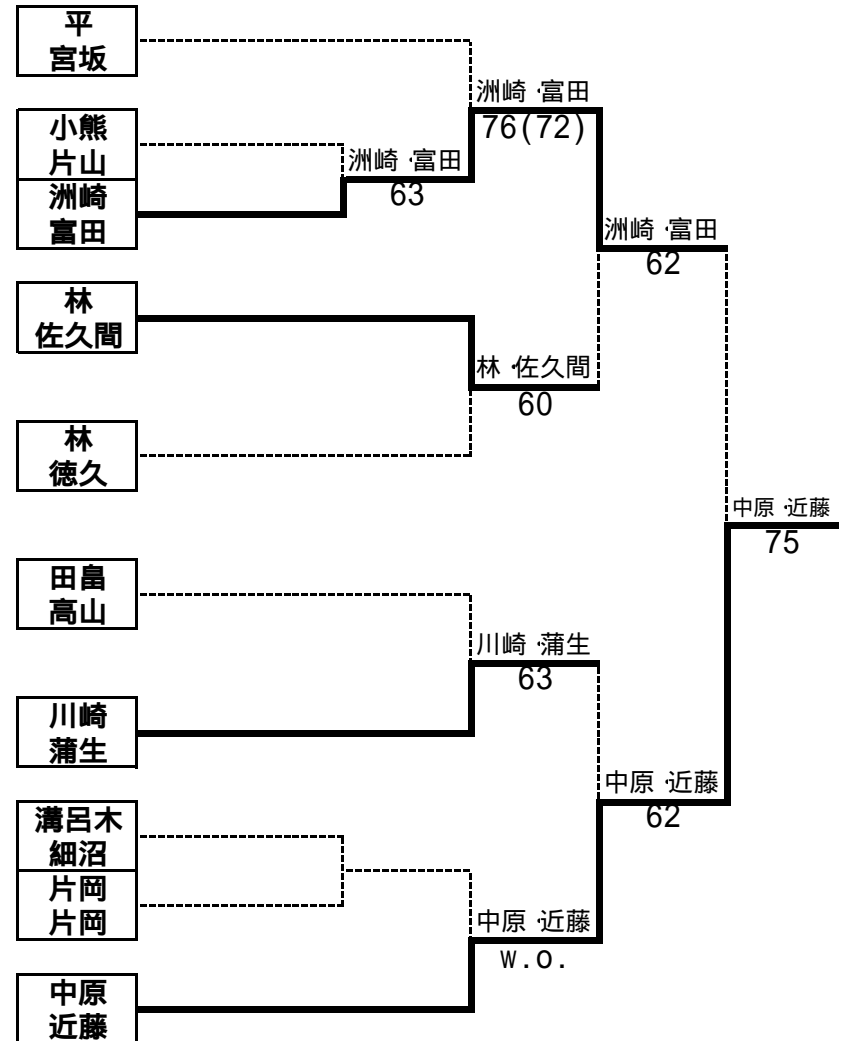 平
宮坂
小熊
片山
洲崎
富田
林
佐久間
林
徳久
田畠
高山
川崎
蒲生
溝呂木
細沼
片岡
片岡
中原
近藤
洲崎・富田
63
洲崎・富田
76(72)
林・佐久間
60
川崎・蒲生
63
中原・近藤
w.o.
洲崎・富田
62
中原・近藤
62
中原・近藤
75